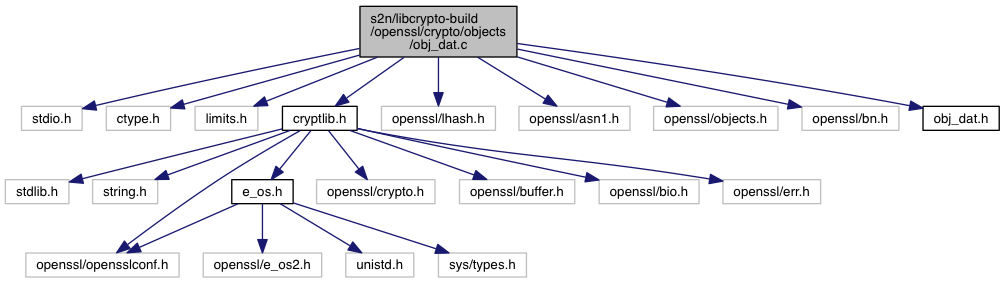 s2n/libcrypto-build
/openssl/crypto/objects
/obj_dat.c
stdio.h
ctype.h
limits.h
cryptlib.h
openssl/lhash.h
openssl/asn1.h
openssl/objects.h
openssl/bn.h
obj_dat.h
stdlib.h
string.h
e_os.h
openssl/crypto.h
openssl/buffer.h
openssl/bio.h
openssl/err.h
openssl/opensslconf.h
openssl/e_os2.h
unistd.h
sys/types.h